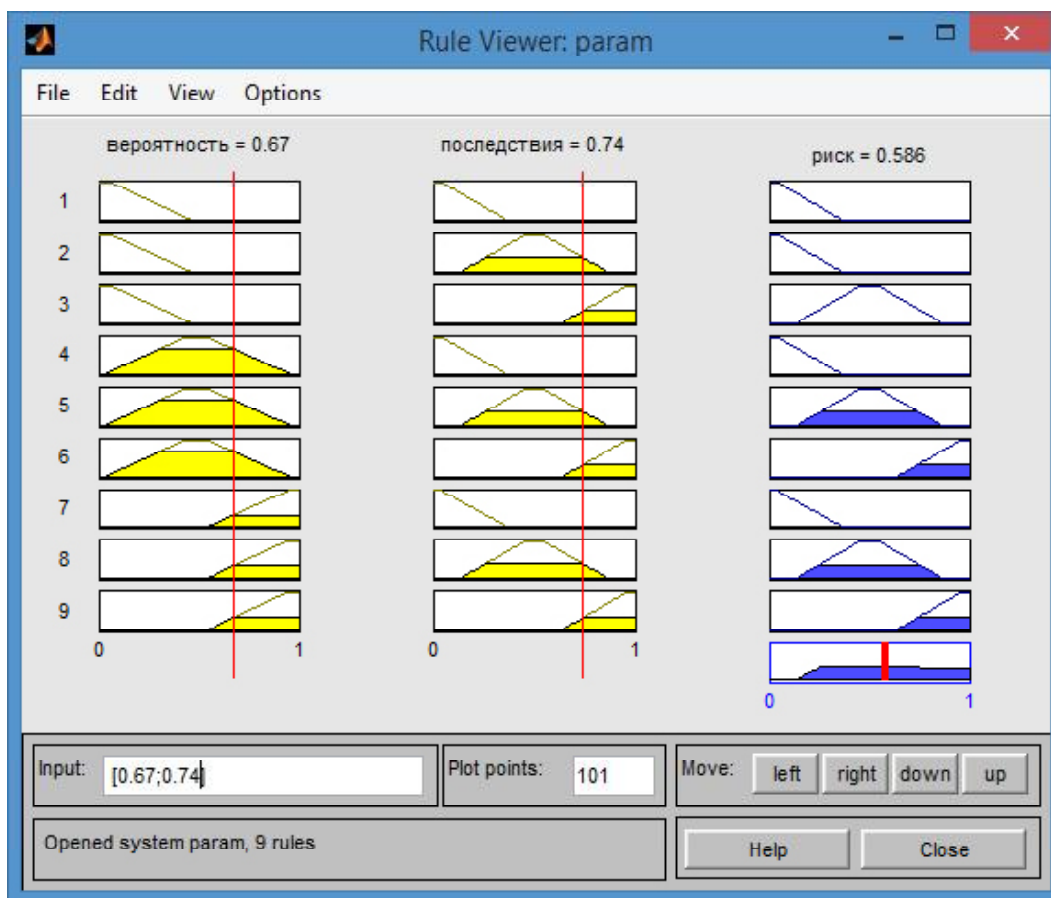 Rule Viewer: param
File Edit View Options
вероятность = 0.67
последствия = 0.74
риск = 0.586
1
2
3
4
5
6
7
8
9
0 1
0 1
0 1
Input: [0.67;0.74]
Plot points: 101
Move: left right down up
Opened system param, 9 rules
Help Close